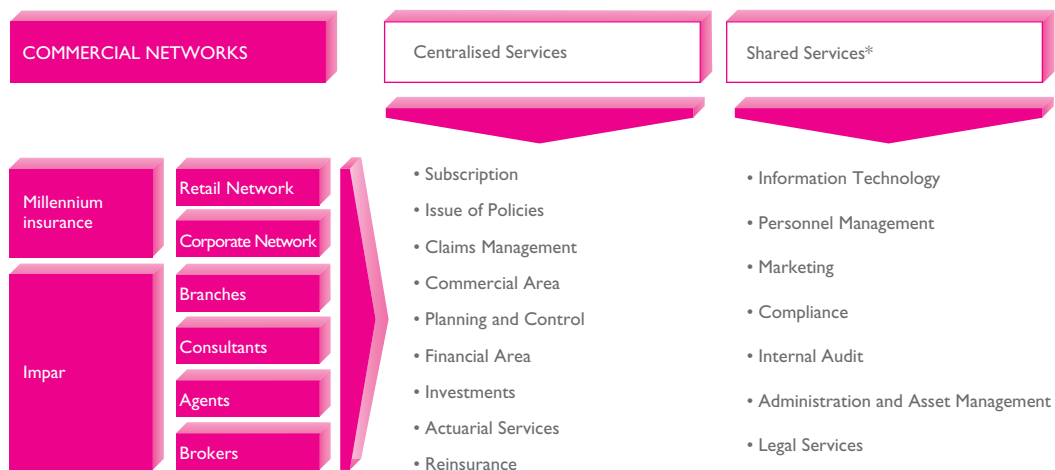 COMMERCIAL NETWORKS
Centralised Services
Shared Services*
Millennium
insurance
Impar
Retail Network
Corporate Network
Branches
Consultants
Agents
Brokers
• Subscription
• Issue of Policies
• Claims Management
• Commercial Area
• Planning and Control
• Financial Area
• Investments
• Actuarial Services
• Reinsurance
• Information Technology
• Personnel Management
• Marketing
• Compliance
• Internal Audit
• Administration and Asset Management
• Legal Services